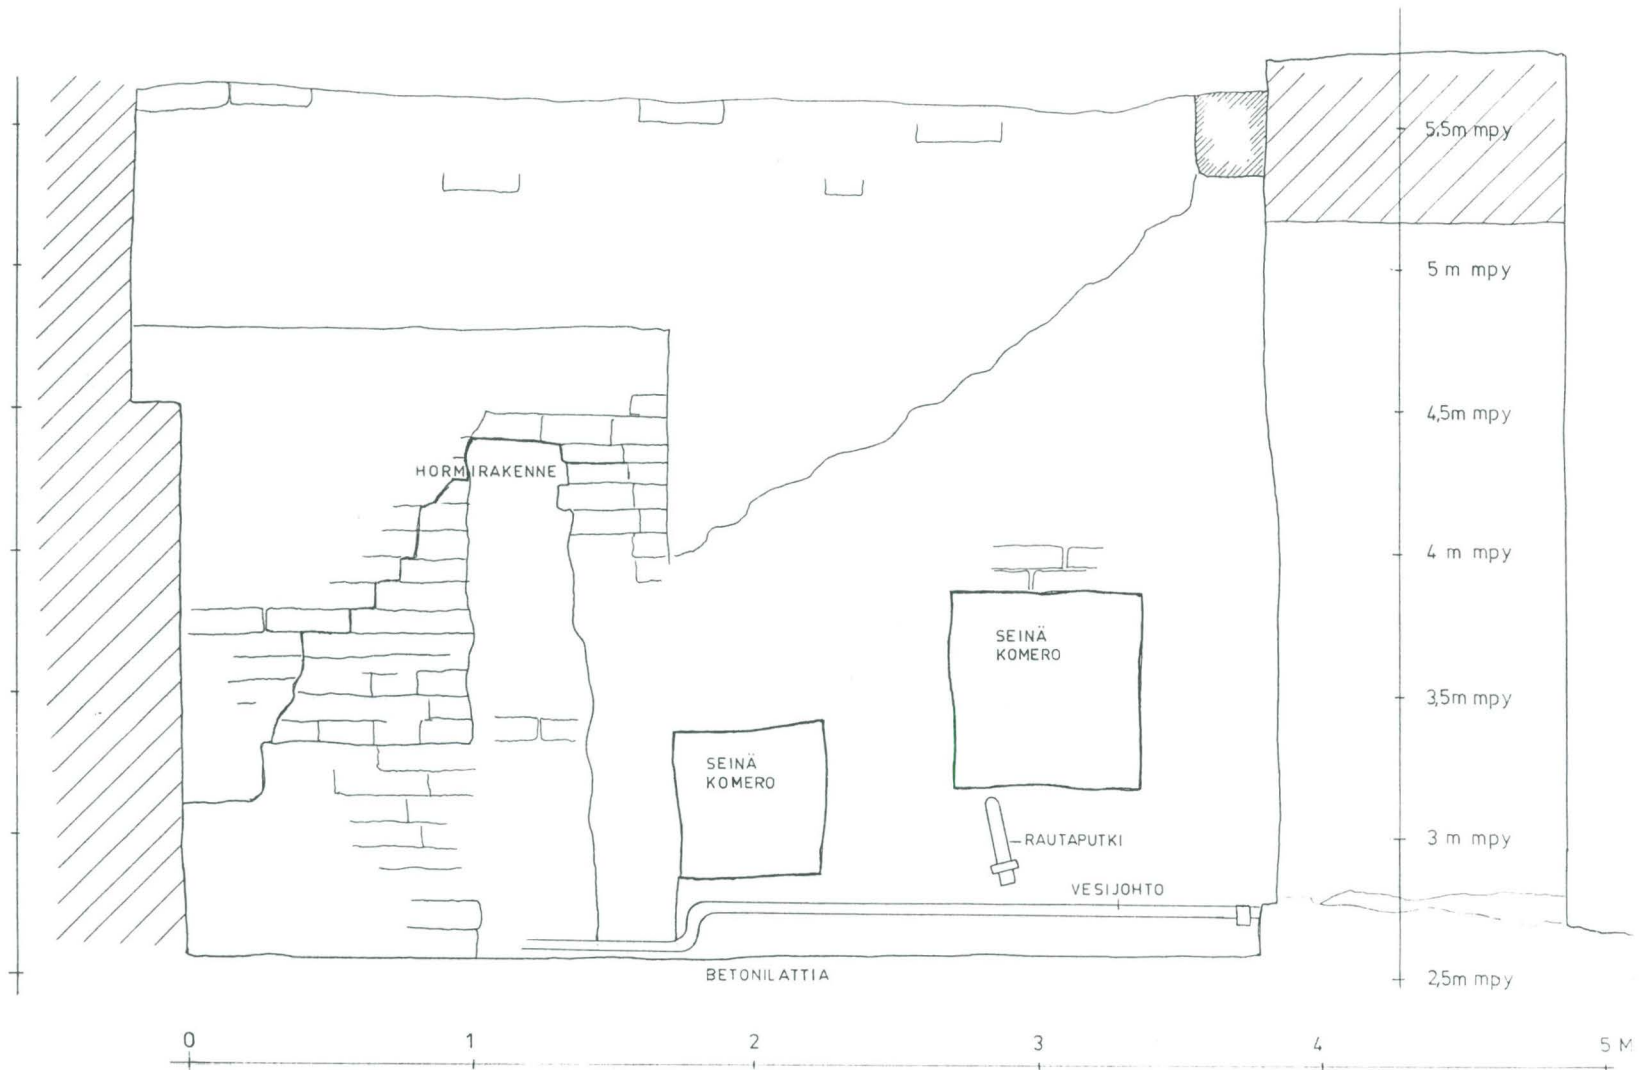 5,5m mpy
5 m mpy
4,5m mpy
HORMIRAKENNE
4 m mpy
SEINÄ
KOMERO
3,5m mpy
SEINÄ
KOMERO
RAUTAPUTKI
3 m mpy
VESIJOHTO
BETONILATTIA
2,5m mpy
0 1 2 3 4 5 M